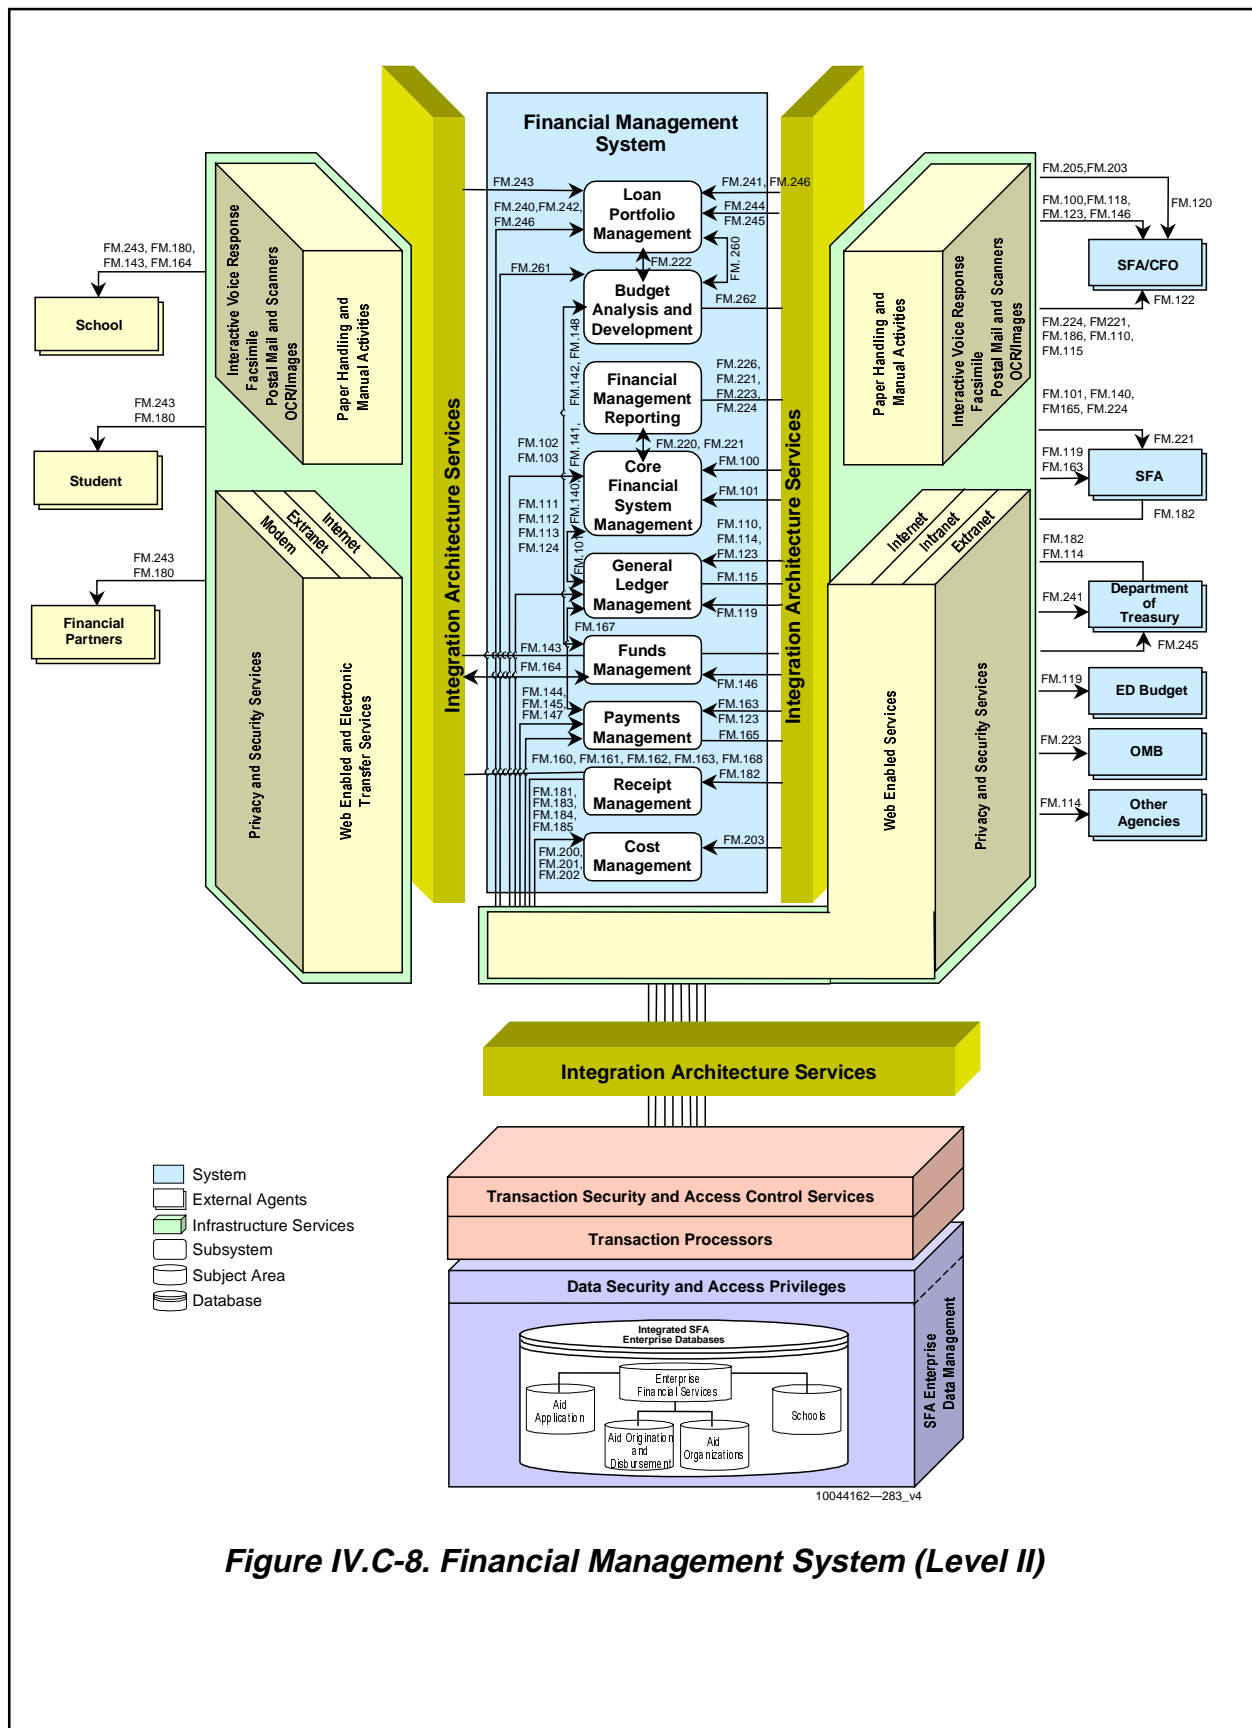 Financial Management
System
FM.243
FM.240,FM.242,
FM.246
Loan
Portfolio
Management
FM.241, FM.246
FM.244
FM.245
FM. 260
FM.222
FM.261
Budget
Analysis and
Development
FM.262
Financial
Management
Reporting
FM.226,
FM.221,
FM.223,
FM.224
FM.220, FM.221
FM.101, FM.140, FM.141, FM.142, FM.148
FM.102
FM.103
Core
Financial
System
Management
FM.100
FM.101
FM.111
FM.112
FM.113
FM.124
General
Ledger
Management
FM.110,
FM.114,
FM.123
FM.115
FM.119
FM.167
FM.143
FM.164
Funds
Management
FM.146
FM.144,
FM.145,
FM.147
Payments
Management
FM.163
FM.123
FM.165
FM.160, FM.161, FM.162, FM.163, FM.168
Receipt
Management
FM.182
FM.181,
FM.183,
FM.184,
FM.185
Cost
Management
FM.203
FM.200,
FM.201,
FM.202
Integration Architecture Services
Integration Architecture Services
Interactive Voice Response
Facsimile
Postal Mail and Scanners
OCR/Images
Paper Handling and
Manual Activities
Modem
Extranet
Internet
Privacy and Security Services
Web Enabled and Electronic
Transfer Services
FM.243, FM.180,
FM.143, FM.164
School
FM.243
FM.180
Student
FM.243
FM.180
Financial
Partners
Paper Handling and
Manual Activities
Interactive Voice Response
Facsimile
Postal Mail and Scanners
OCR/Images
Internet
Intranet
Extranet
Web Enabled Services
Privacy and Security Services
FM.205,FM.203
FM.100,FM.118,
FM.123, FM.146
FM.120
SFA/CFO
FM.122
FM.224, FM221,
FM.186, FM.110,
FM.115
FM.101, FM.140,
FM165, FM.224
FM.221
FM.119
FM.163
SFA
FM.182
FM.182
FM.114
FM.241
Department
of
Treasury
FM.245
FM.119
ED Budget
FM.223
OMB
FM.114
Other
Agencies
Integration Architecture Services
System
External Agents
Infrastructure Services
Subsystem
Subject Area
Database
Transaction Security and Access Control Services
Transaction Processors
Data Security and Access Privileges
SFA Enterprise
Data Management
Integrated SFA
Enterprise Databases
Enterprise
Financial Services
Aid
Application
Schools
Aid Origination
and
Disbursement
Aid
Organizations
10044162—283_v4
Figure IV.C-8. Financial Management System (Level II)